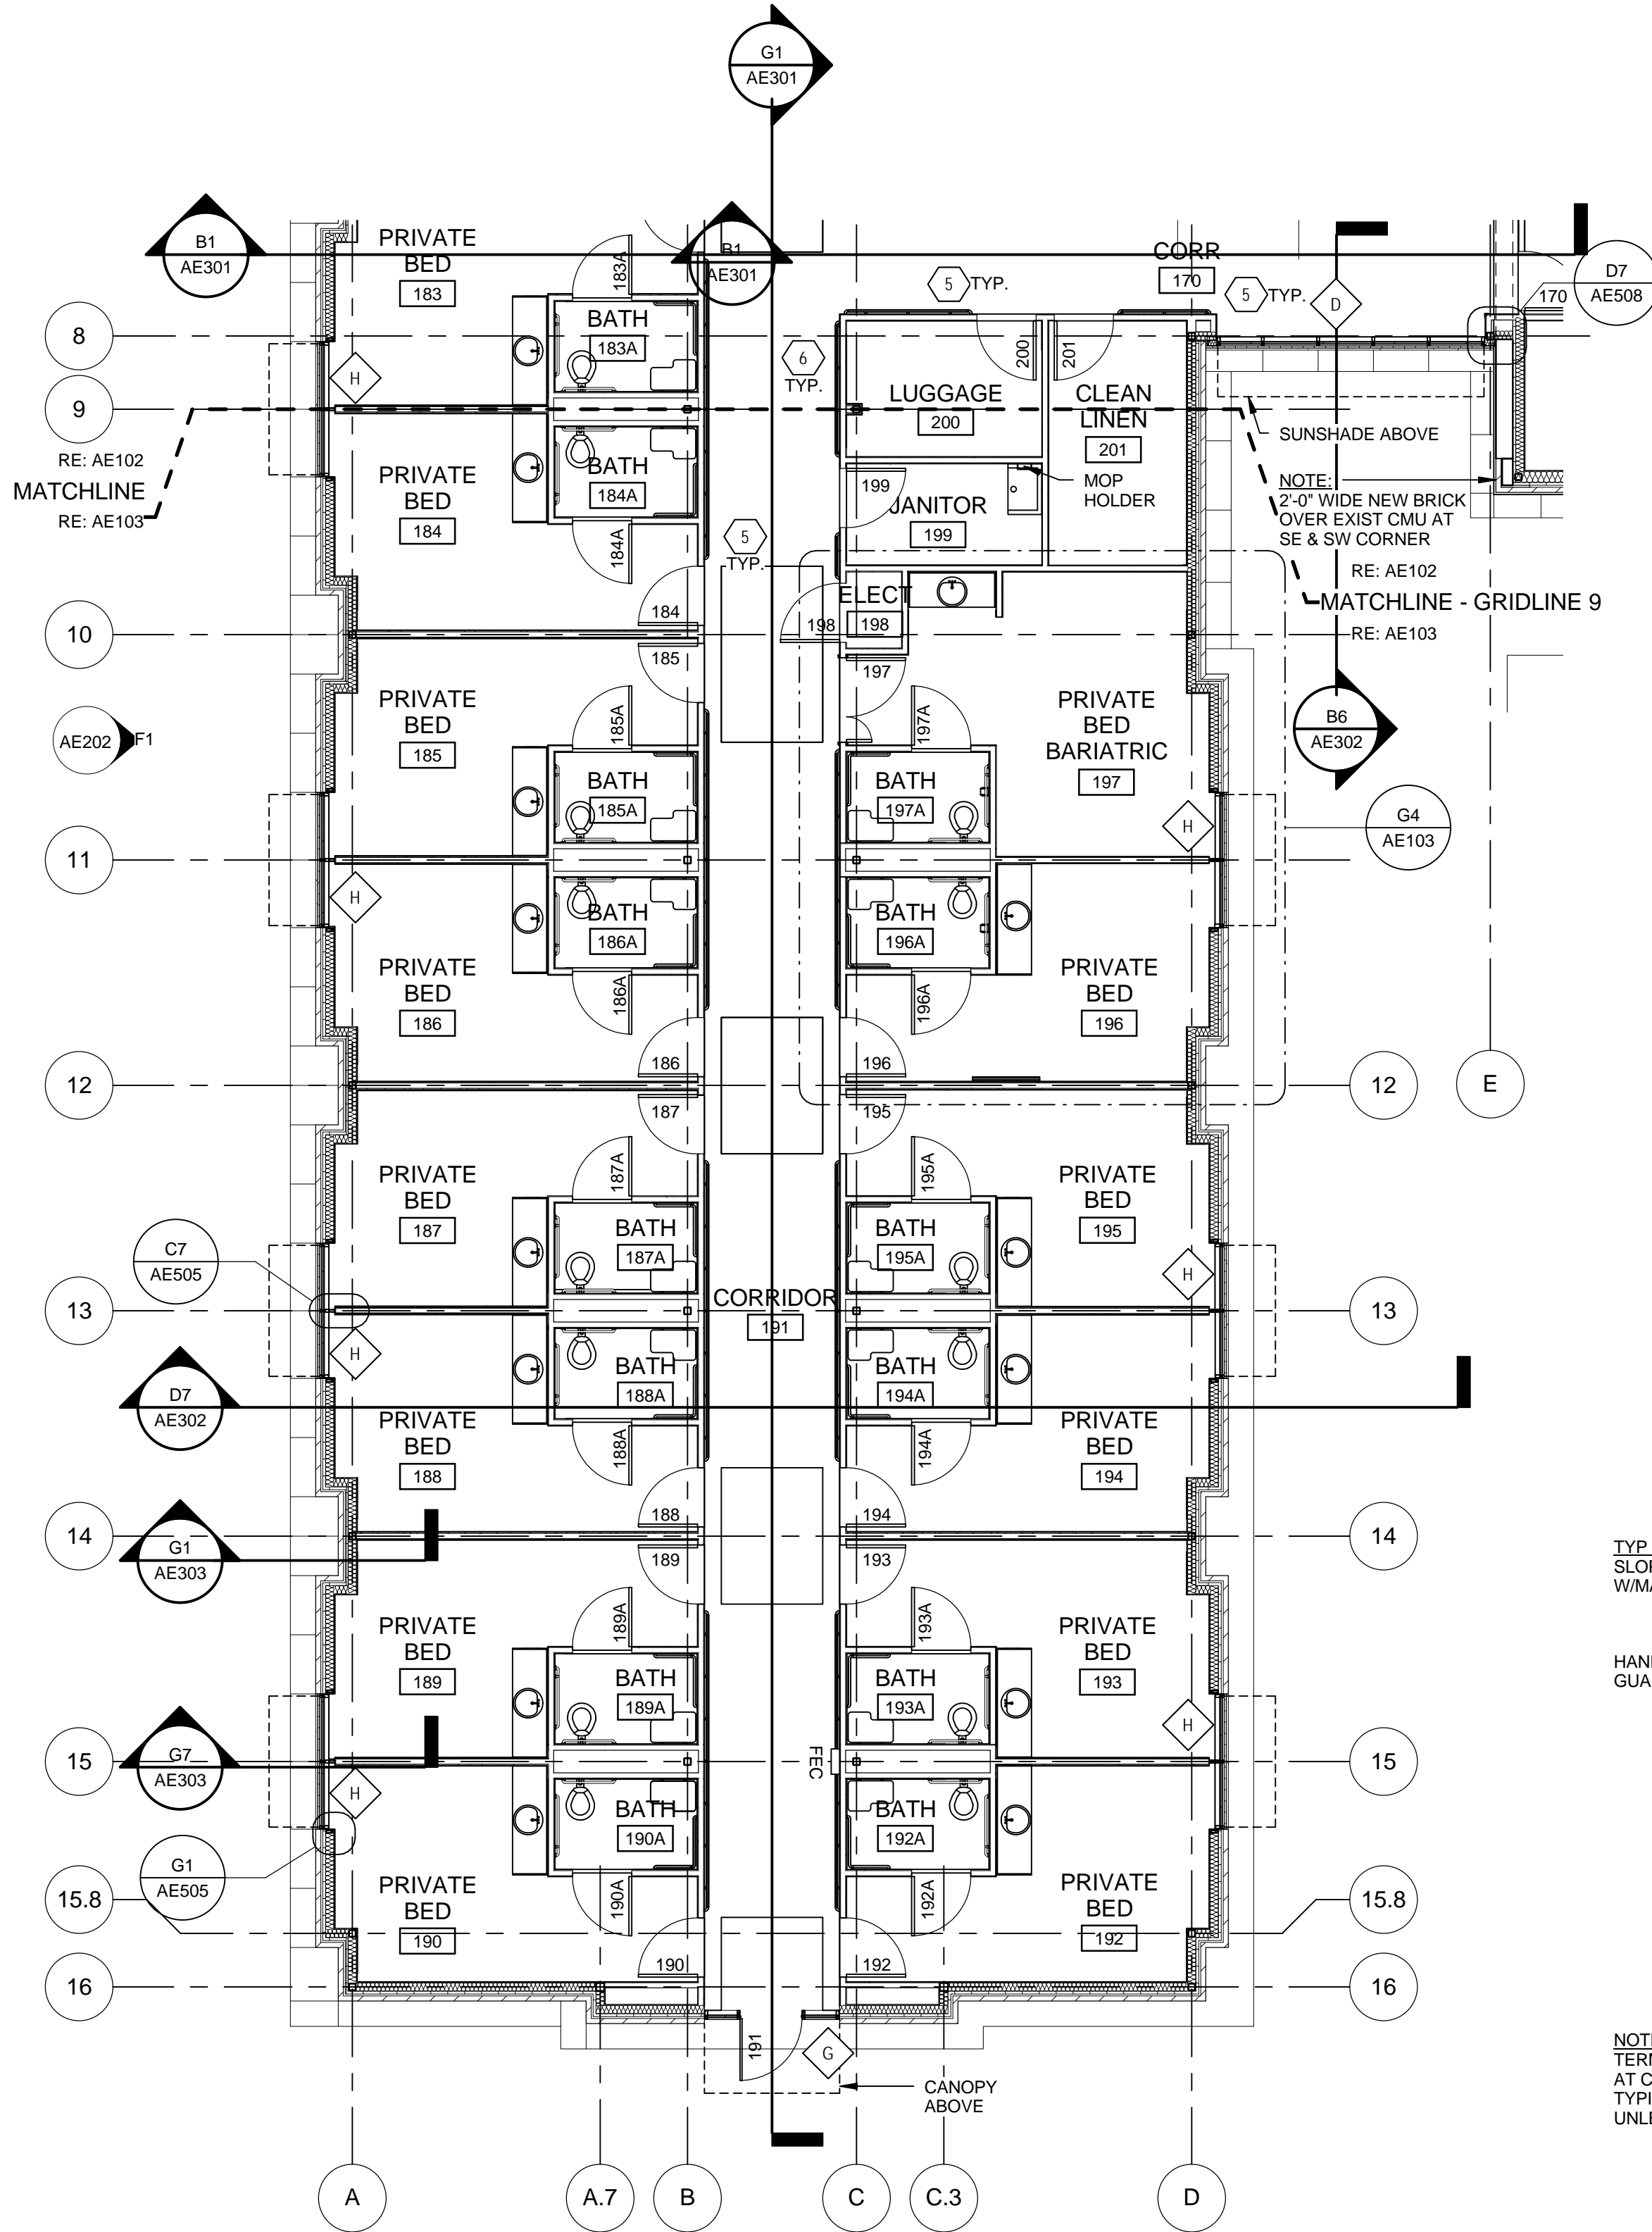 G1
AE301
B1
AE301
B1
AE301
PRIVATE
BED
183
183A
BATH
183A
CORR
170
5
TYP.
5
TYP.
D
170
D7
AE508
8
H
6
TYP.
200
201
9
LUGGAGE
200
CLEAN
LINEN
201
SUNSHADE ABOVE
RE: AE102
MATCHLINE
RE: AE103
PRIVATE
BED
184
BATH
184A
184A
199
JANITOR
199
MOP
HOLDER
NOTE:
2'-0" WIDE NEW BRICK
OVER EXIST CMU AT
SE & SW CORNER
RE: AE102
MATCHLINE - GRIDLINE 9
RE: AE103
5
TYP.
184
ELECT
198
198
10
185
197
PRIVATE
BED
185
185A
197A
PRIVATE
BED
BARIATRIC
197
AE202
F1
B6
AE302
BATH
185A
BATH
197A
H
G4
AE103
11
H
BATH
186A
BATH
196A
PRIVATE
BED
186
186A
196A
PRIVATE
BED
196
186
196
12
12
E
187
195
PRIVATE
BED
187
187A
195A
PRIVATE
BED
195
C7
AE505
BATH
187A
BATH
195A
H
13
CORRIDOR
191
13
H
BATH
188A
BATH
194A
D7
AE302
PRIVATE
BED
188
188A
194A
PRIVATE
BED
194
188
194
14
14
G1
AE303
189
193
TYP
PRIVATE
BED
189
189A
193A
PRIVATE
BED
193
BATH
189A
BATH
193A
H
15
G7
AE303
FEC
15
H
BATH
190A
BATH
192A
G1
AE505
15.8
PRIVATE
BED
190
190A
192A
PRIVATE
BED
192
15.8
190
192
16
16
191
G
CANOPY
ABOVE
AT
A
A.7
B
C
C.3
D